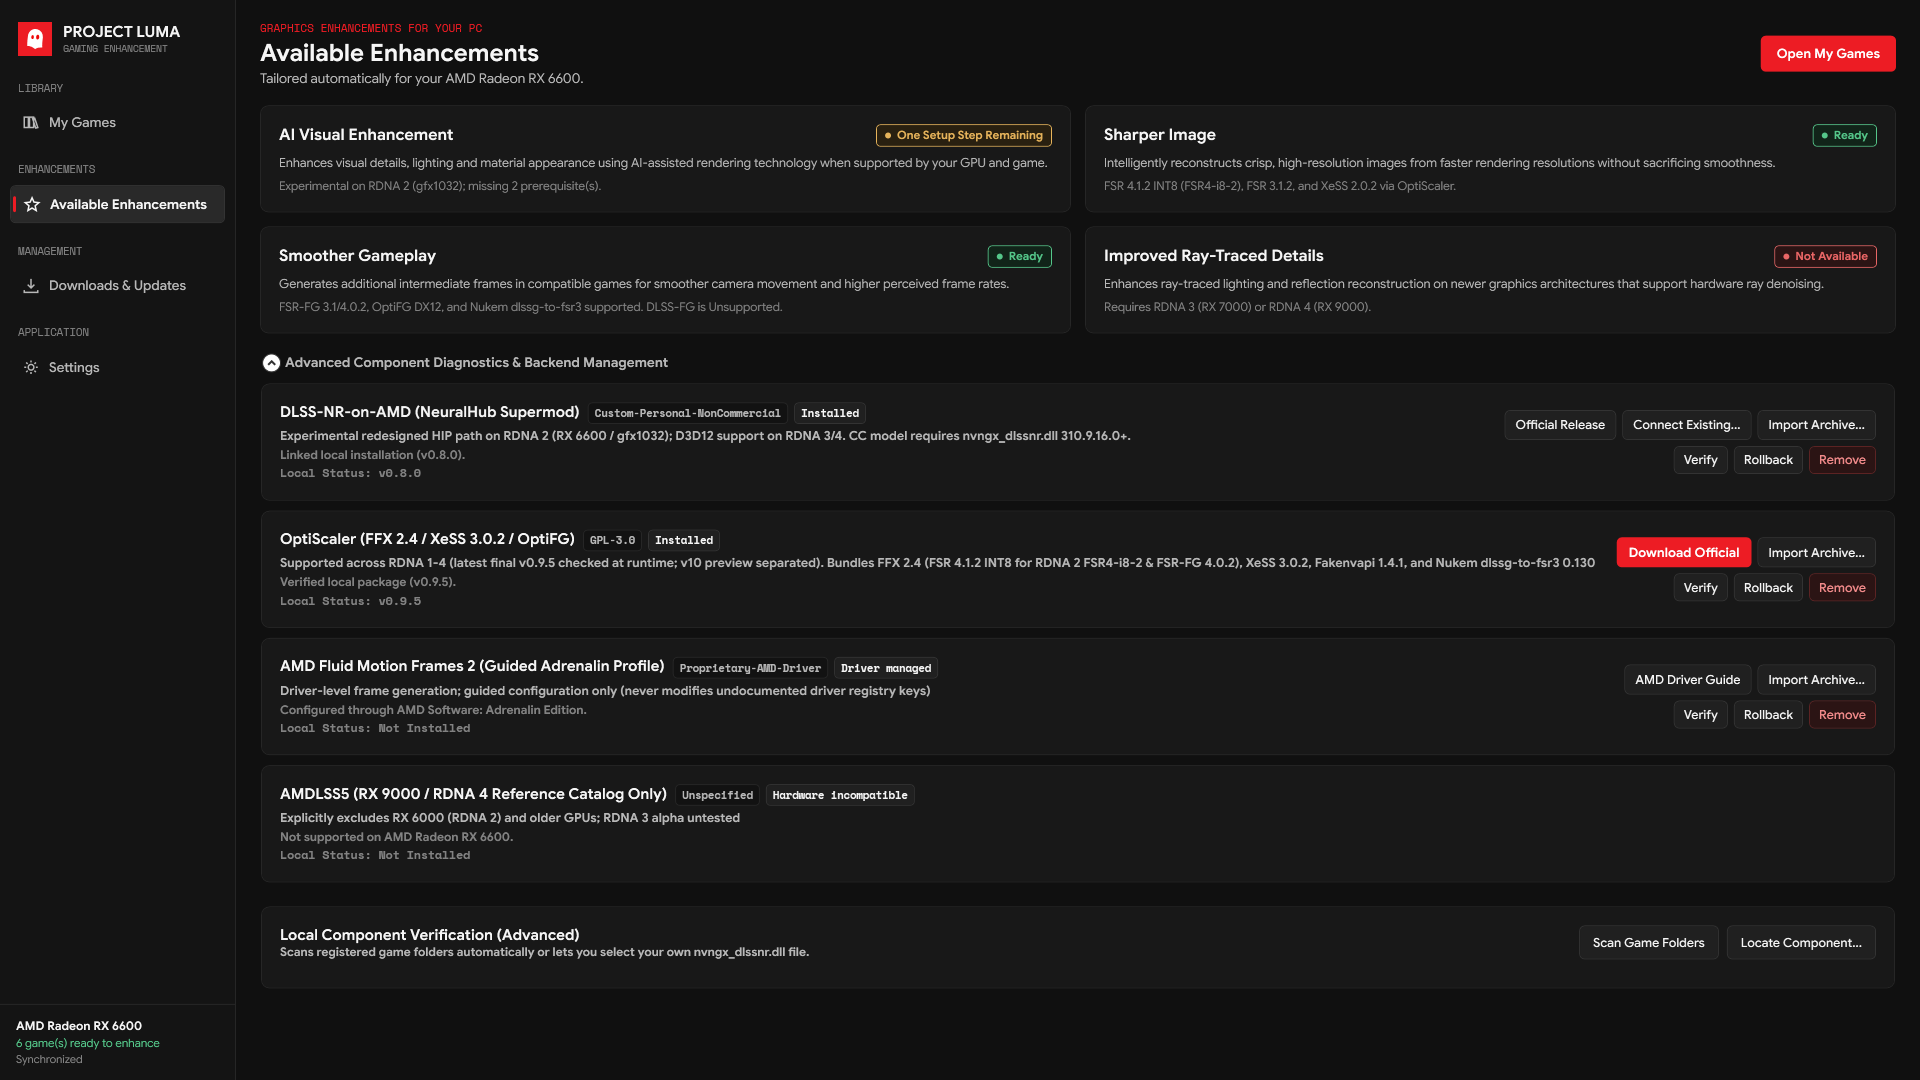 PROJECT LUMA
GAMING ENHANCEMENT
LIBRARY
My Games
ENHANCEMENTS
Available Enhancements
MANAGEMENT
Downloads & Updates
APPLICATION
Settings
AMD Radeon RX 6600
6 game(s) ready to enhance
Synchronized
GRAPHICS ENHANCEMENTS FOR YOUR PC
Available Enhancements
Tailored automatically for your AMD Radeon RX 6600.
Open My Games
AI Visual Enhancement
One Setup Step Remaining
Enhances visual details, lighting and material appearance using AI-assisted rendering technology when supported by your GPU and game.
Experimental on RDNA 2 (gfx1032); missing 2 prerequisite(s).
Sharper Image
Ready
Intelligently reconstructs crisp, high-resolution images from faster rendering resolutions without sacrificing smoothness.
FSR 4.1.2 INT8 (FSR4-i8-2), FSR 3.1.2, and XeSS 2.0.2 via OptiScaler.
Smoother Gameplay
Ready
Generates additional intermediate frames in compatible games for smoother camera movement and higher perceived frame rates.
FSR-FG 3.1/4.0.2, OptiFG DX12, and Nukem dlssg-to-fsr3 supported. DLSS-FG is Unsupported.
Improved Ray-Traced Details
Not Available
Enhances ray-traced lighting and reflection reconstruction on newer graphics architectures that support hardware ray denoising.
Requires RDNA 3 (RX 7000) or RDNA 4 (RX 9000).
Advanced Component Diagnostics & Backend Management
DLSS-NR-on-AMD (NeuralHub Supermod) Custom-Personal-NonCommercial Installed
Experimental redesigned HIP path on RDNA 2 (RX 6600 / gfx1032); D3D12 support on RDNA 3/4. CC model requires nvngx_dlssnr.dll 310.9.16.0+.
Linked local installation (v0.8.0).
Local Status: v0.8.0
Official Release Connect Existing... Import Archive...
Verify Rollback Remove
OptiScaler (FFX 2.4 / XeSS 3.0.2 / OptiFG) GPL-3.0 Installed
Supported across RDNA 1-4 (latest final v0.9.5 checked at runtime; v10 preview separated). Bundles FFX 2.4 (FSR 4.1.2 INT8 for RDNA 2 FSR4-i8-2 & FSR-FG 4.0.2), XeSS 3.0.2, Fakenvapi 1.4.1, and Nukem dlssg-to-fsr3 0.130
Verified local package (v0.9.5).
Local Status: v0.9.5
Download Official Import Archive...
Verify Rollback Remove
AMD Fluid Motion Frames 2 (Guided Adrenalin Profile) Proprietary-AMD-Driver Driver managed
Driver-level frame generation; guided configuration only (never modifies undocumented driver registry keys)
Configured through AMD Software: Adrenalin Edition.
Local Status: Not Installed
AMD Driver Guide Import Archive...
Verify Rollback Remove
AMDLSS5 (RX 9000 / RDNA 4 Reference Catalog Only) Unspecified Hardware incompatible
Explicitly excludes RX 6000 (RDNA 2) and older GPUs; RDNA 3 alpha untested
Not supported on AMD Radeon RX 6600.
Local Status: Not Installed
Local Component Verification (Advanced)
Scans registered game folders automatically or lets you select your own nvngx_dlssnr.dll file.
Scan Game Folders Locate Component...